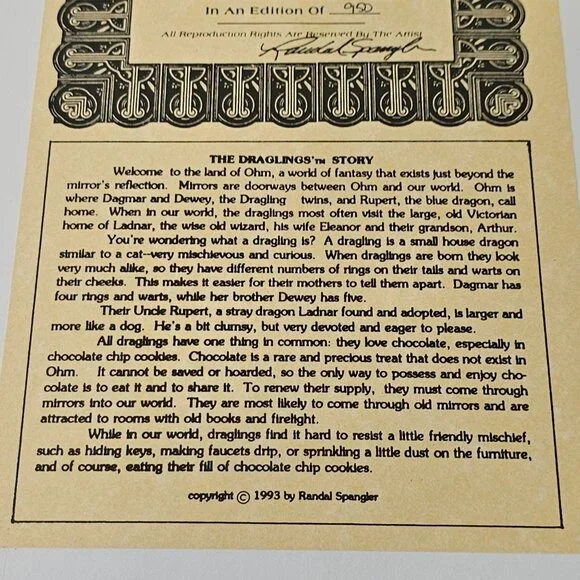 In An Edition Of 950
All Reproduction Rights Are Reserved By The Artist
Randal Spangler
THE DRAGLINGS'TM STORY
Welcome to the land of Ohm, a world of fantasy that exists just beyond the
mirror's reflection. Mirrors are doorways between Ohm and our world. Ohm is
where Dagmar and Dewey, the Dragling twins, and Rupert, the blue dragon, call
home. When in our world, the draglings most often visit the large, old Victorian
home of Ladnar, the wise old wizard, his wife Eleanor and their grandson, Arthur.
You're wondering what a dragling is? A dragling is a small house dragon
similar to a cat--very mischievous and curious. When draglings are born they look
very much alike, so they have different numbers of rings on their tails and warts on
their cheeks. This makes it easier for their mothers to tell them apart. Dagmar has
four rings and warts, while her brother Dewey has five.
Their Uncle Rupert, a stray dragon Ladnar found and adopted, is larger and
more like a dog. He's a bit clumsy, but very devoted and eager to please.
All draglings have one thing in common: they love chocolate, especially in
chocolate chip cookies. Chocolate is a rare and precious treat that does not exist in
Ohm. It cannot be saved or hoarded, so the only way to possess and enjoy cho-
colate is to eat it and to share it. To renew their supply, they must come through
mirrors into our world. They are most likely to come through old mirrors and are
attracted to rooms with old books and firelight.
While in our world, draglings find it hard to resist a little friendly mischief,
such as hiding keys, making faucets drip, or sprinkling a little dust on the furniture,
and of course, eating their fill of chocolate chip cookies.
copyright © 1993 by Randal Spangler